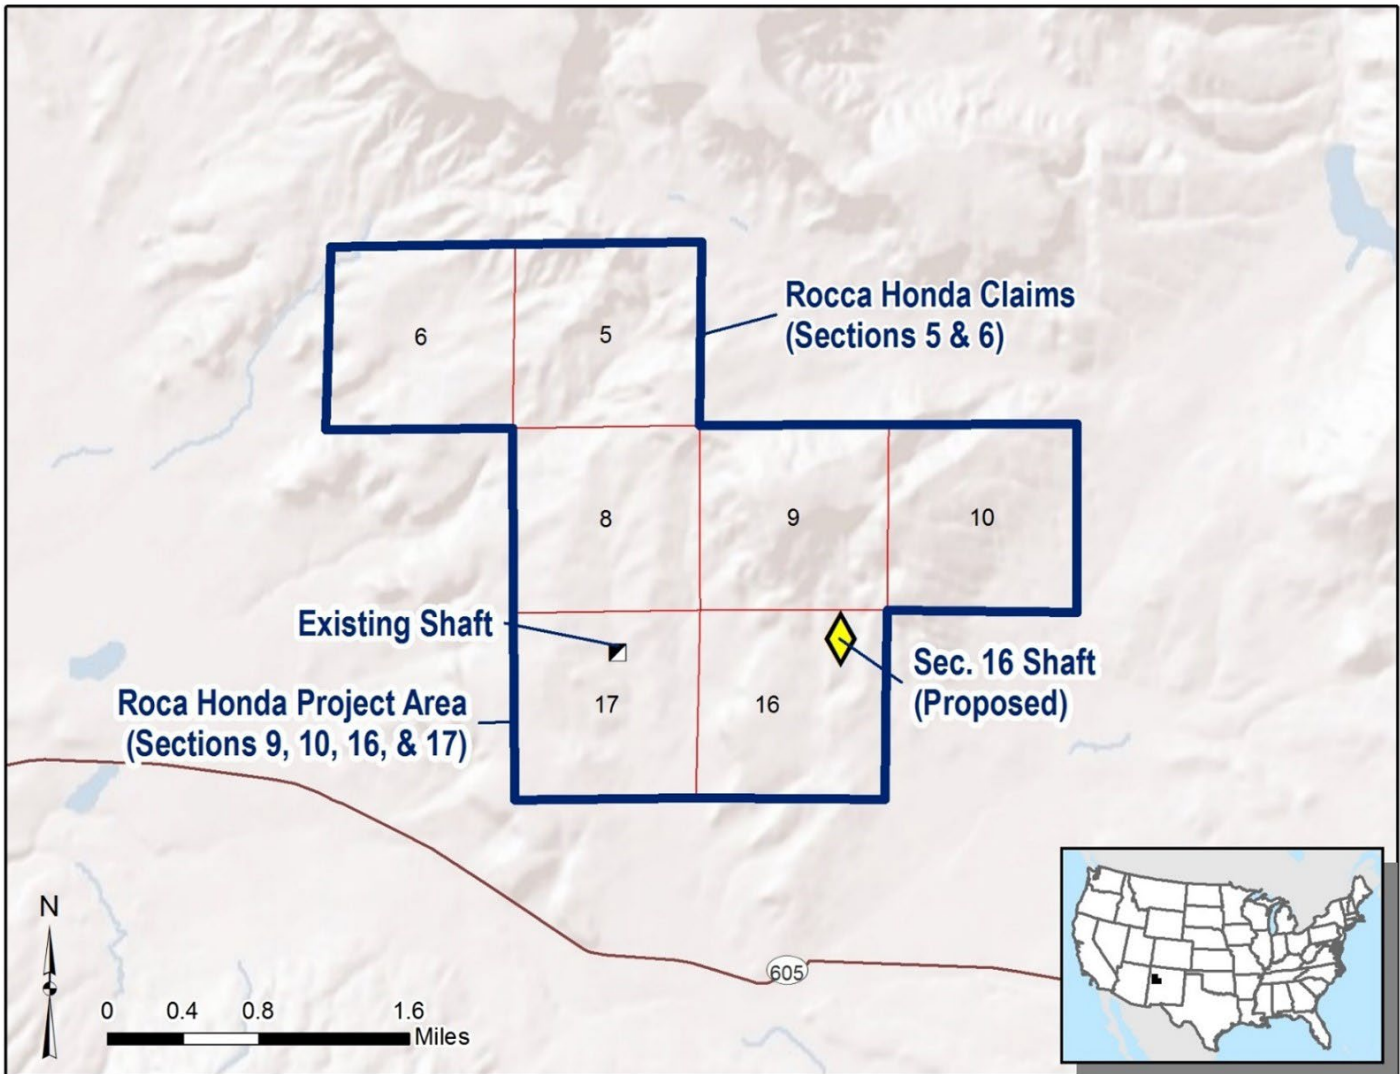 Rocca Honda Claims
(Sections 5 & 6)
6
5
8
9
10
Existing Shaft
Sec. 16 Shaft
(Proposed)
Roca Honda Project Area
(Sections 9, 10, 16, & 17)
17
16
605
N
0 0.4 0.8 1.6
Miles